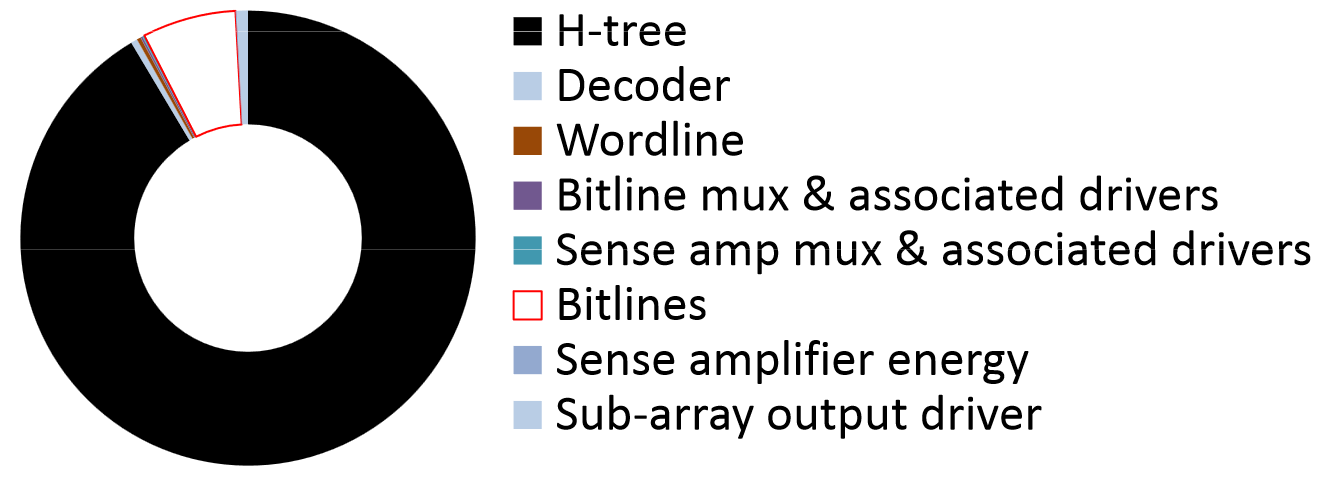 H-tree
Decoder
Wordline
Bitline mux & associated drivers
Sense amp mux & associated drivers
Bitlines
Sense amplifier energy
Sub-array output driver